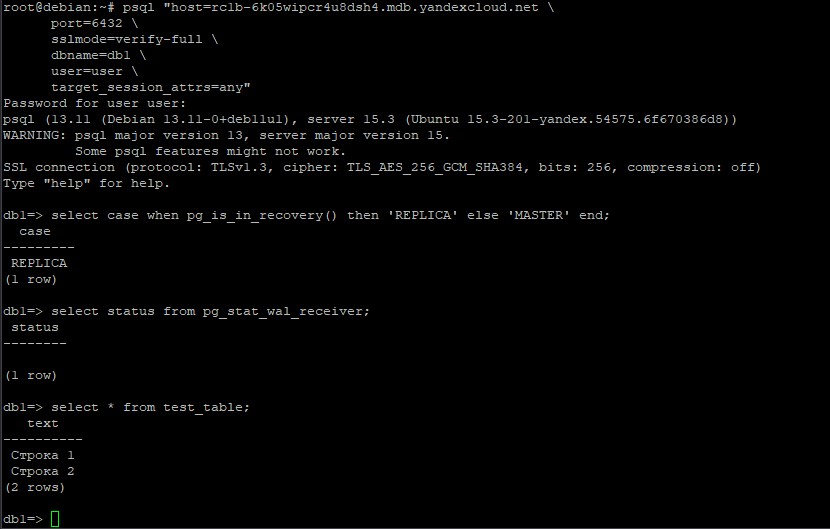 root@debian:~# psql "host=rc1b-6k05wipcr4u8dsh4.mdb.yandexcloud.net \
      port=6432 \
      sslmode=verify-full \
      dbname=db1 \
      user=user \
      target_session_attrs=any"
Password for user user:
psql (13.11 (Debian 13.11-0+deb11u1), server 15.3 (Ubuntu 15.3-201-yandex.54575.6f670386d8))
WARNING: psql major version 13, server major version 15.
         Some psql features might not work.
SSL connection (protocol: TLSv1.3, cipher: TLS_AES_256_GCM_SHA384, bits: 256, compression: off)
Type "help" for help.

db1=> select case when pg_is_in_recovery() then 'REPLICA' else 'MASTER' end;
  case
---------
 REPLICA
(1 row)

db1=> select status from pg_stat_wal_receiver;
 status
--------

(1 row)

db1=> select * from test_table;
   text
----------
 Строка 1
 Строка 2
(2 rows)

db1=>